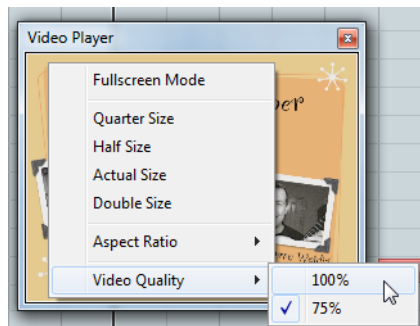 Video Player
Fullscreen Mode
Quarter Size
Half Size
Actual Size
Double Size
Aspect Ratio
Video Quality
100%
75%